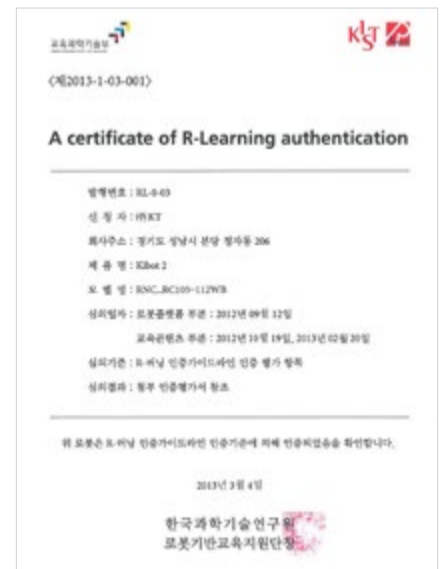 교육과학기술부
KIST
<제2013-1-03-001>
A certificate of R-Learning authentication
발행번호 : RL-0-03
신 청 자 : ㈜KT
회사주소 : 경기도 성남시 분당 정자동 206
제 품 명 : Kibot 2
모 델 명 : RNC_RC105-112WB
심의일자 : 로봇플랫폼 부분 : 2012년 09월 12일
교육콘텐츠 부분 : 2012년 10월 19일, 2013년 02월 20일
심의기준 : R-러닝 인증가이드라인 인증 평가 항목
심의결과 : 첨부 인증평가서 참조
위 로봇은 R-러닝 인증가이드라인 인증기준에 의해 인증되었음을 확인합니다.
2013년 3월 4일
한국과학기술연구원
로봇기반교육지원단장